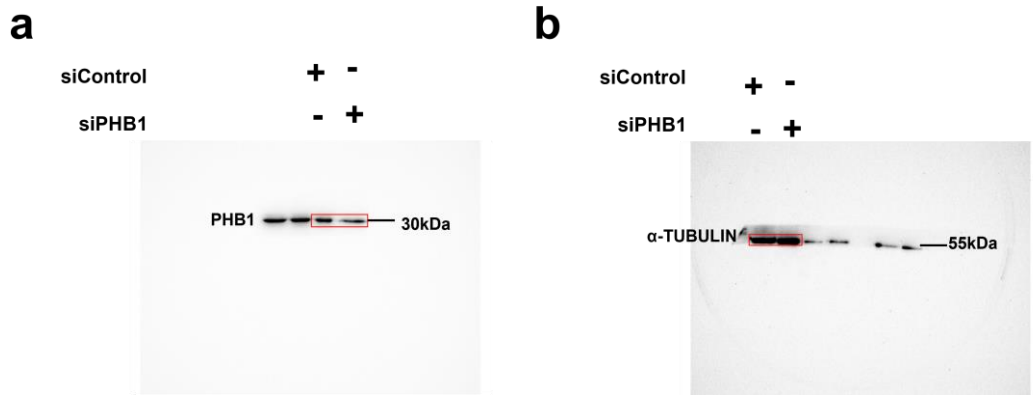 a
siControl + -
siPHB1 - +
PHB1
30kDa
b
siControl + -
siPHB1 - +
α-TUBULIN
55kDa